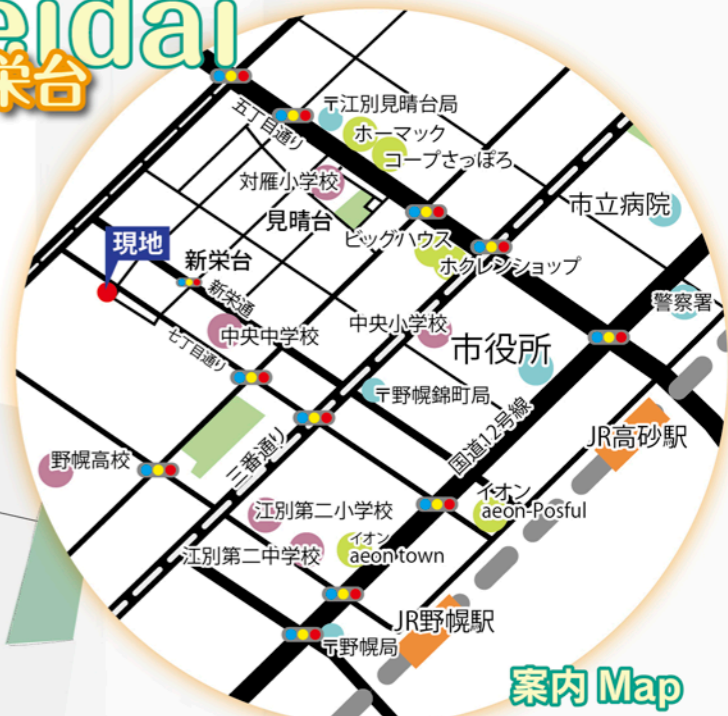 eidai
栄台
〒江別見晴台局
五丁目通り
ホーマック
コープさっぽろ
対雁小学校
市立病院
見晴台
ビッグハウス
現地
新栄台
ホクレンショップ
新栄通
警察署
中央小学校
中央中学校
市役所
七丁目通り
〒野幌錦町局
国道12号線
JR高砂駅
三番通り
野幌高校
イオン
aeon-Posful
江別第二小学校
イオン
aeon town
江別第二中学校
JR野幌駅
〒野幌局
案内 Map